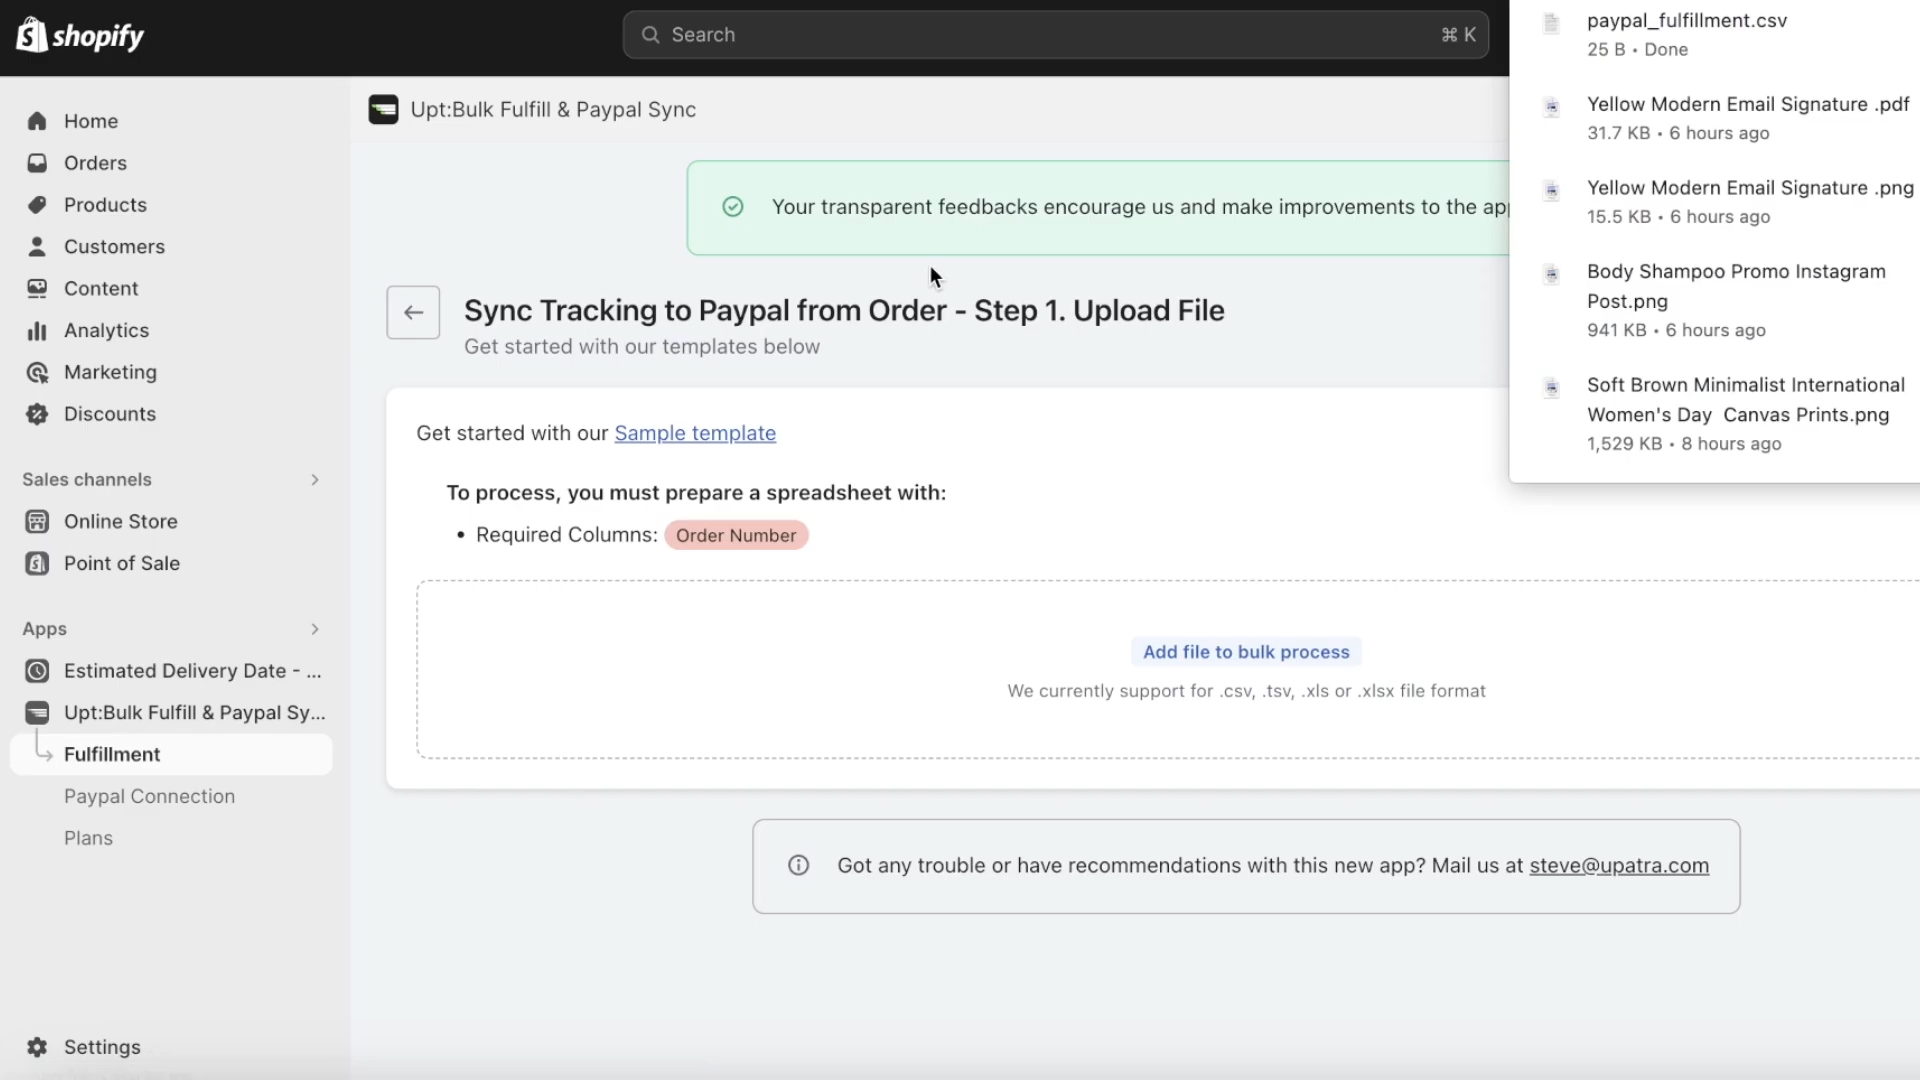 shopify
Search
⌘ K
paypal_fulfillment.csv
25 B • Done
Yellow Modern Email Signature .pdf
31.7 KB • 6 hours ago
Yellow Modern Email Signature .png
15.5 KB • 6 hours ago
Body Shampoo Promo Instagram
Post.png
941 KB • 6 hours ago
Soft Brown Minimalist International
Women's Day  Canvas Prints.png
1,529 KB • 8 hours ago
Home
Orders
Products
Customers
Content
Analytics
Marketing
Discounts
Sales channels
Online Store
Point of Sale
Apps
Estimated Delivery Date - ...
Upt:Bulk Fulfill & Paypal Sy...
Fulfillment
Paypal Connection
Plans
Settings
Upt:Bulk Fulfill & Paypal Sync
Your transparent feedbacks encourage us and make improvements to the app
Sync Tracking to Paypal from Order - Step 1. Upload File
Get started with our templates below
Get started with our Sample template
To process, you must prepare a spreadsheet with:
• Required Columns: Order Number
Add file to bulk process
We currently support for .csv, .tsv, .xls or .xlsx file format
Got any trouble or have recommendations with this new app? Mail us at steve@upatra.com